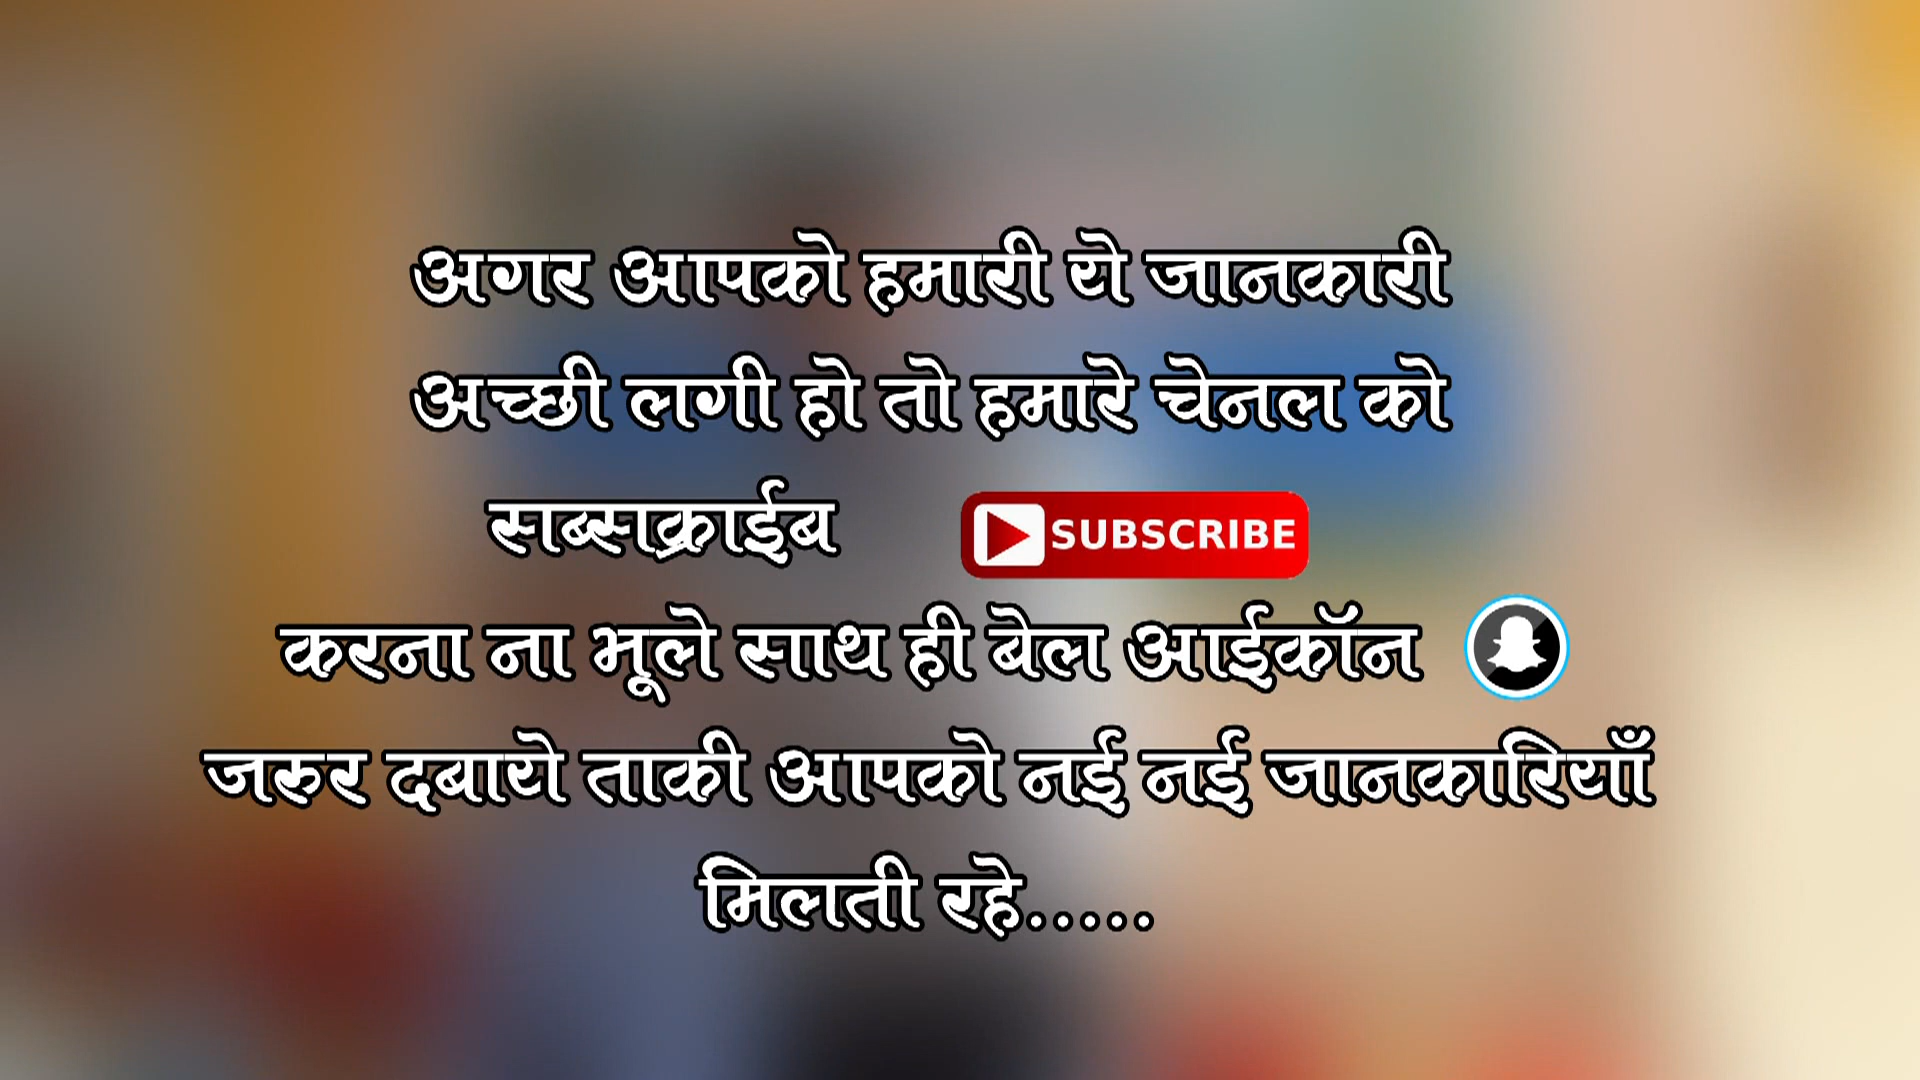 अगर आपको हमारी ये जानकारी
अच्छी लगी हो तो हमारे चेनल को
सब्सक्राईब SUBSCRIBE
करना ना भूले साथ ही बेल आईकॉन
जरुर दबाये ताकी आपको नई नई जानकारियाँ
मिलती रहे.....